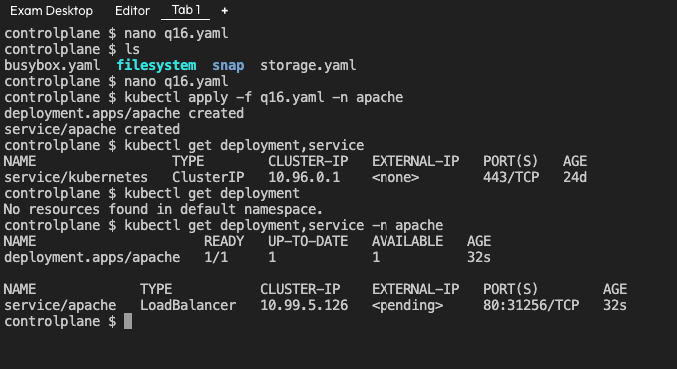 Exam Desktop Editor Tab 1 +
controlplane $ nano q16.yaml
controlplane $ ls
busybox.yaml filesystem snap storage.yaml
controlplane $ nano q16.yaml
controlplane $ kubectl apply -f q16.yaml -n apache
deployment.apps/apache created
service/apache created
controlplane $ kubectl get deployment,service
NAME TYPE CLUSTER-IP EXTERNAL-IP PORT(S) AGE
service/kubernetes ClusterIP 10.96.0.1 <none> 443/TCP 24d
controlplane $ kubectl get deployment
No resources found in default namespace.
controlplane $ kubectl get deployment,service -n apache
NAME READY UP-TO-DATE AVAILABLE AGE
deployment.apps/apache 1/1 1 1 32s
NAME TYPE CLUSTER-IP EXTERNAL-IP PORT(S) AGE
service/apache LoadBalancer 10.99.5.126 <pending> 80:31256/TCP 32s
controlplane $